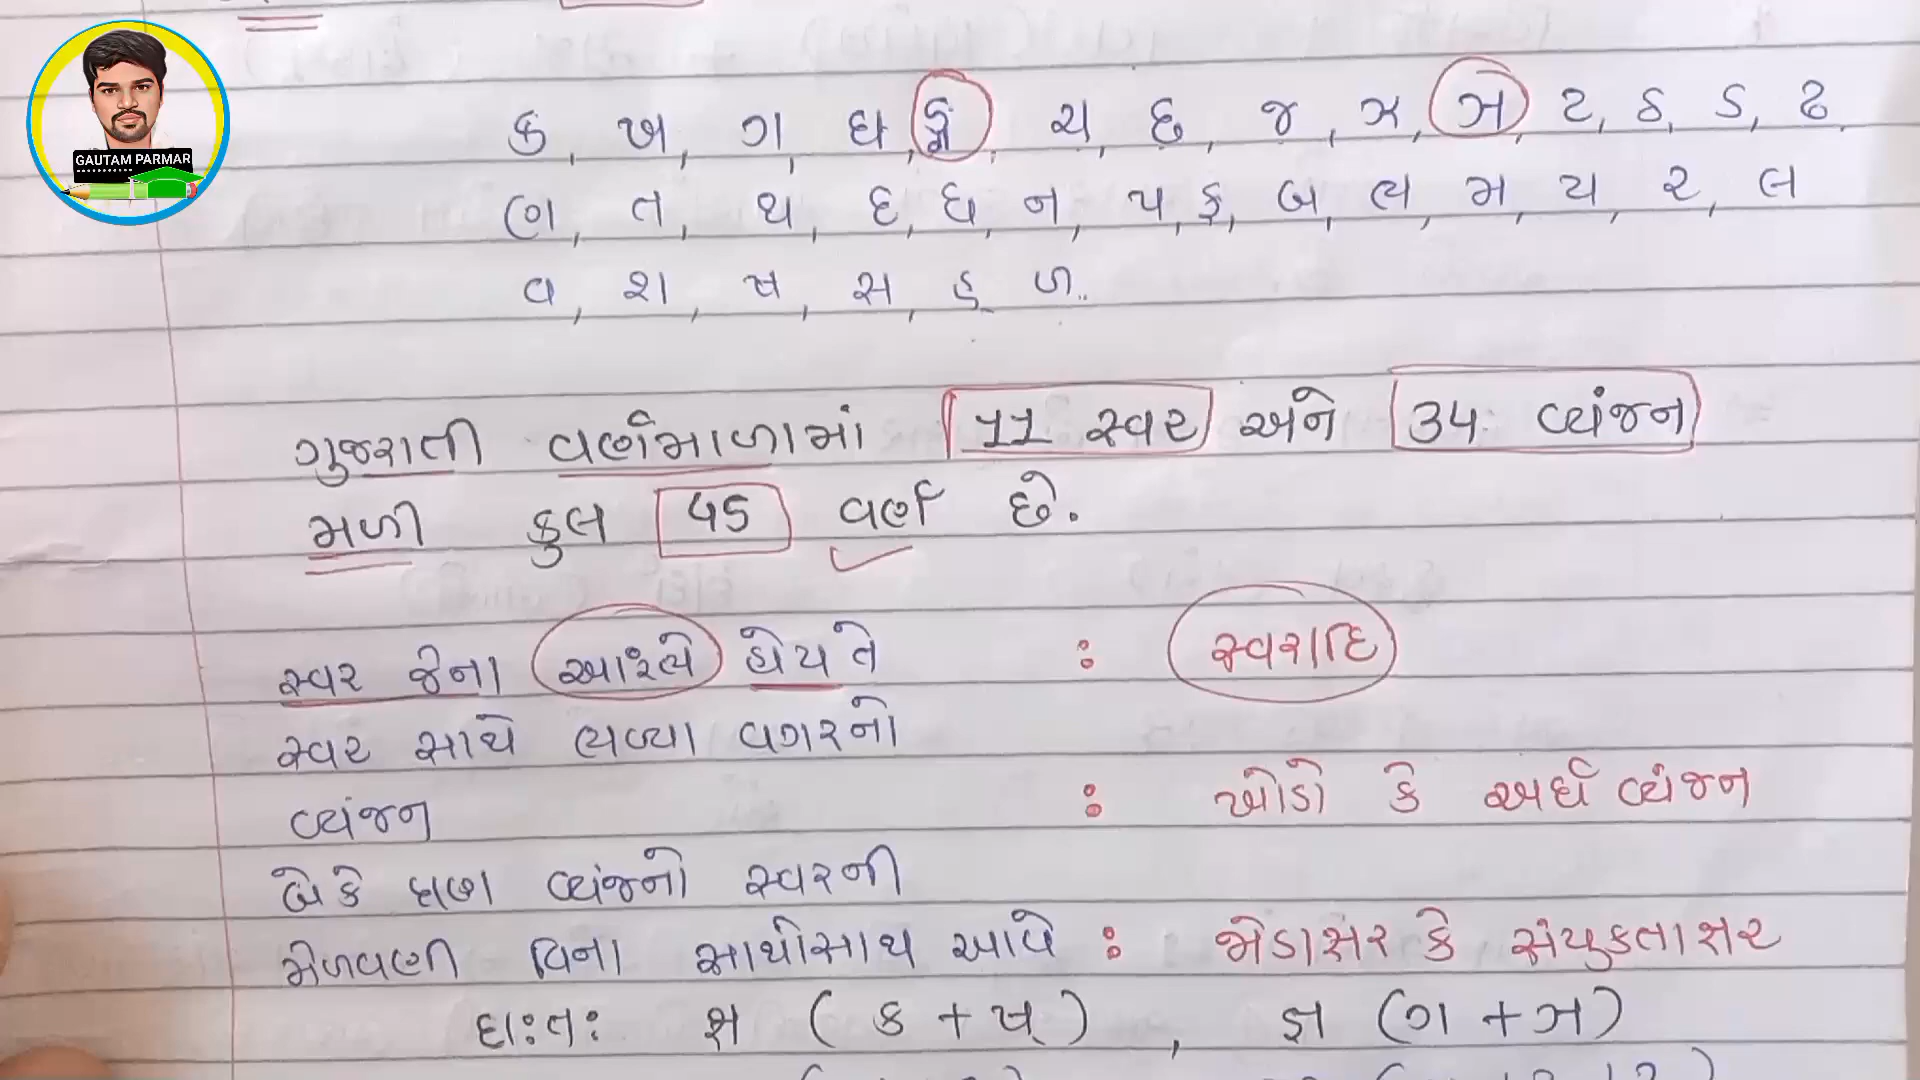 GAUTAM PARMAR
ક, ખ, ગ, ઘ, ઙ, ચ, છ, જ, ઝ, ઞ, ટ, ઠ, ડ, ઢ,
ણ, ત, થ, દ, ધ, ન, પ, ફ, બ, ભ, મ, ય, ર, લ
વ, શ, ષ, સ, હ, ળ..
ગુજરાતી વર્ણમાળામાં 11 સ્વર અને 34 વ્યંજન
મળી કુલ 45 વર્ણ છે.
સ્વર જેના આરંભે હોય તે : સ્વરાદિ
સ્વર સાથે ભળ્યા વગરનો
વ્યંજન : ખોડો કે અર્ધ વ્યંજન
બે કે ઘણા વ્યંજનો સ્વરની
મેળવણી વિના સાથોસાથ આવે : જોડાક્ષર કે સંયુક્તાક્ષર
દા:ત: ક્ષ ( ક + ષ્ ) , જ્ઞ (ગ + ઞ)